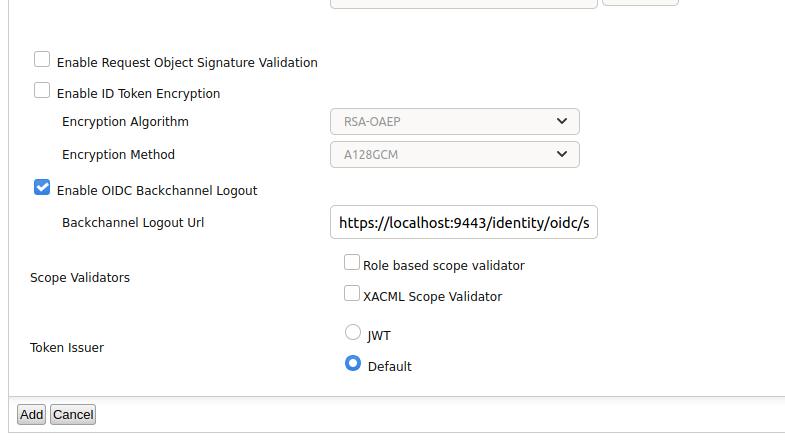 Enable Request Object Signature Validation
Enable ID Token Encryption
Encryption Algorithm RSA-OAEP
Encryption Method A128GCM
Enable OIDC Backchannel Logout
Backchannel Logout Url https://localhost:9443/identity/oidc/s
Role based scope validator
Scope Validators
XACML Scope Validator
JWT
Token Issuer
Default
Add Cancel